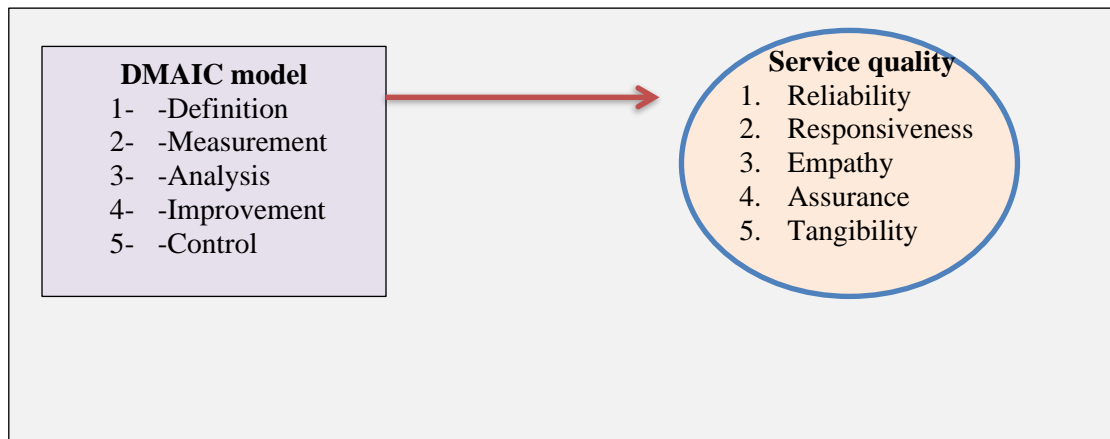 DMAIC model
1- -Definition
2- -Measurement
3- -Analysis
4- -Improvement
5- -Control
Service quality
1. Reliability
2. Responsiveness
3. Empathy
4. Assurance
5. Tangibility